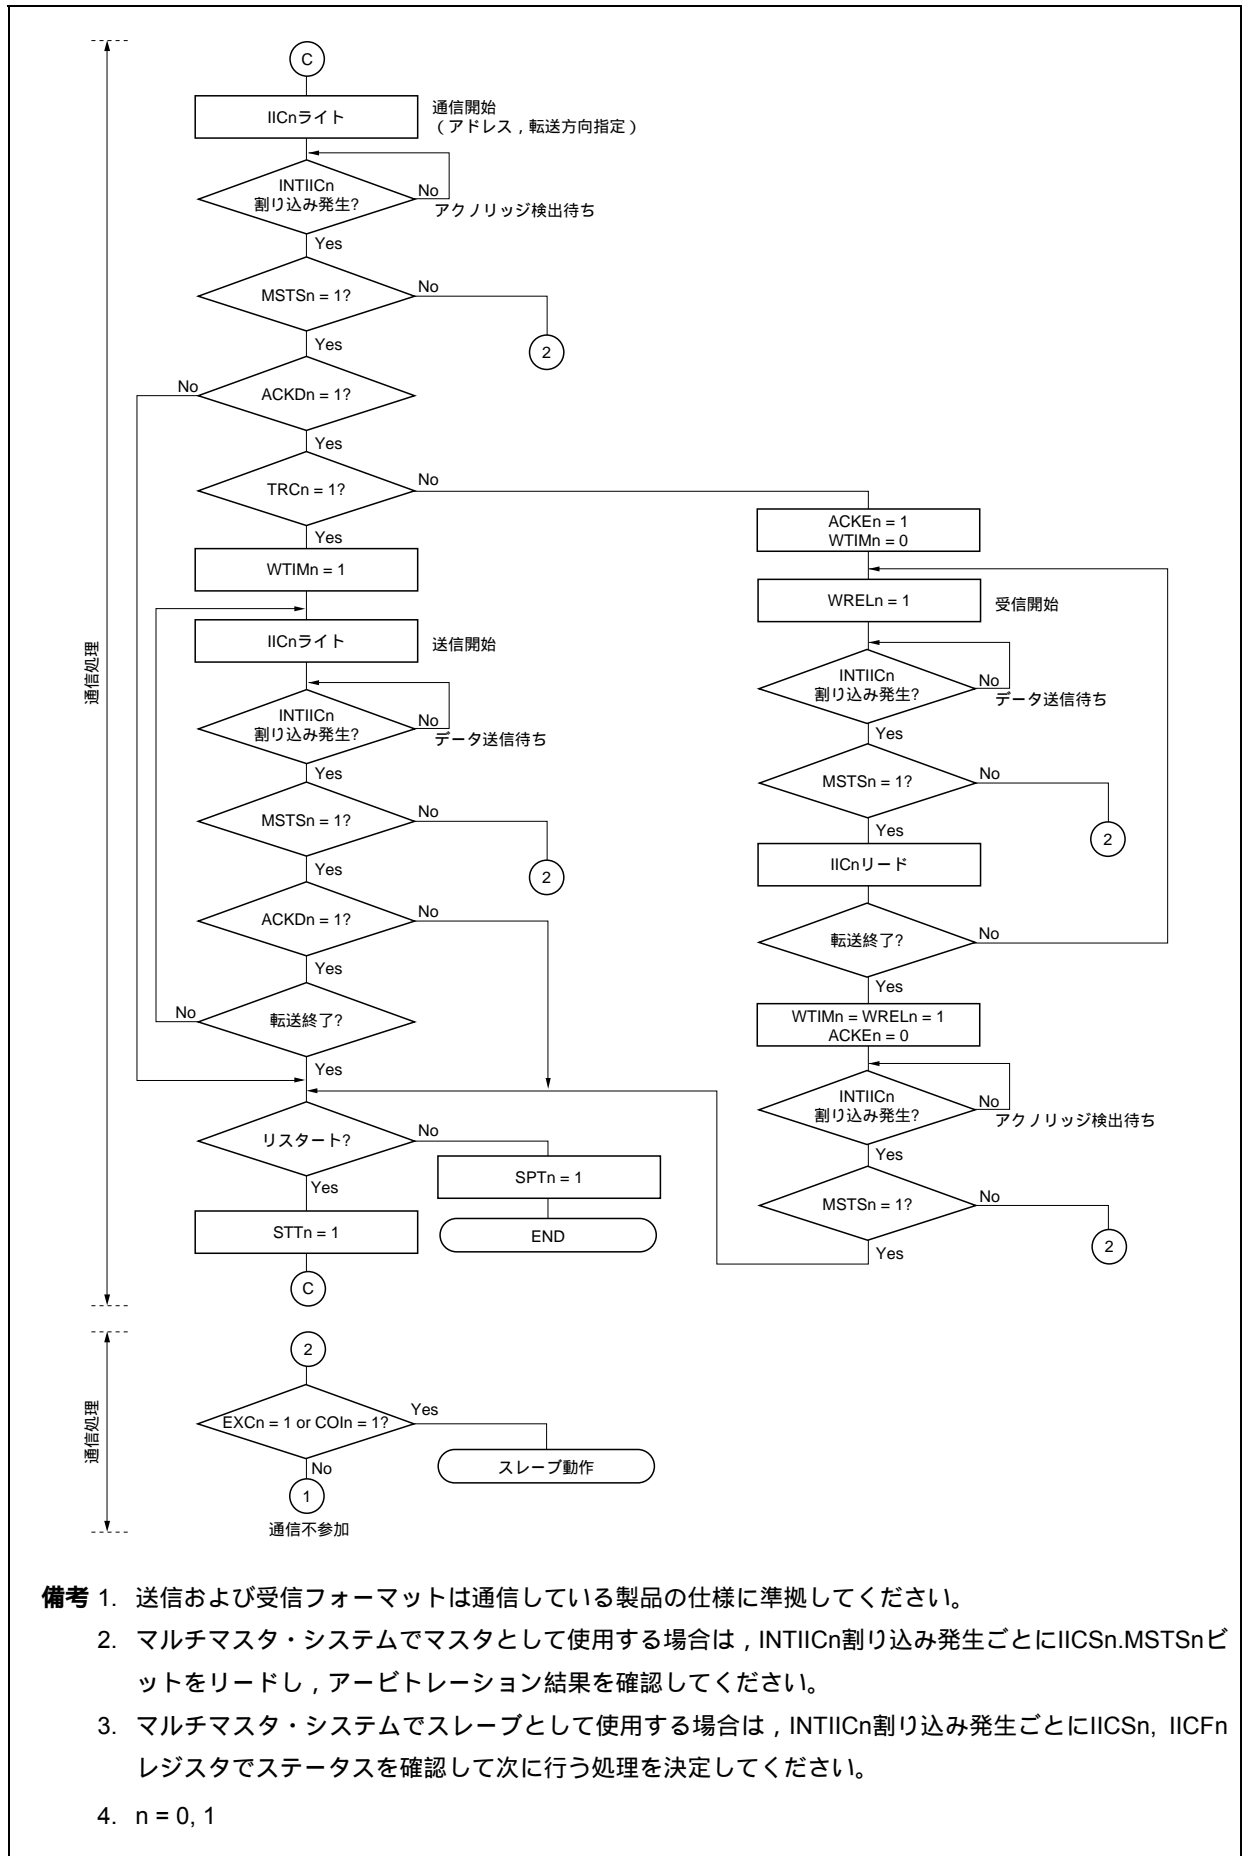 C
IICnライト
通信開始
（アドレス，転送方向指定）
INTIICn
割り込み発生?
No
アクノリッジ検出待ち
Yes
MSTSn = 1?
No
2
Yes
No
ACKDn = 1?
Yes
TRCn = 1?
No
Yes
WTIMn = 1
IICnライト
送信開始
INTIICn
割り込み発生?
No
データ送信待ち
Yes
MSTSn = 1?
No
2
Yes
ACKDn = 1?
No
Yes
No
転送終了?
Yes
リスタート?
No
SPTn = 1
END
Yes
STTn = 1
C
ACKEn = 1
WTIMn = 0
WRELn = 1
受信開始
INTIICn
割り込み発生?
No
データ送信待ち
Yes
MSTSn = 1?
No
2
Yes
IICnリード
転送終了?
No
Yes
WTIMn = WRELn = 1
ACKEn = 0
INTIICn
割り込み発生?
No
アクノリッジ検出待ち
Yes
MSTSn = 1?
No
2
Yes
通信処理
2
EXCn = 1 or COIn = 1?
Yes
スレーブ動作
No
1
通信不参加
通信処理
備考 1. 送信および受信フォーマットは通信している製品の仕様に準拠してください。
2. マルチマスタ・システムでマスタとして使用する場合は，INTIICn割り込み発生ごとにIICSn.MSTSnビ
ットをリードし，アービトレーション結果を確認してください。
3. マルチマスタ・システムでスレーブとして使用する場合は，INTIICn割り込み発生ごとにIICSn, IICFn
レジスタでステータスを確認して次に行う処理を決定してください。
4. n = 0, 1